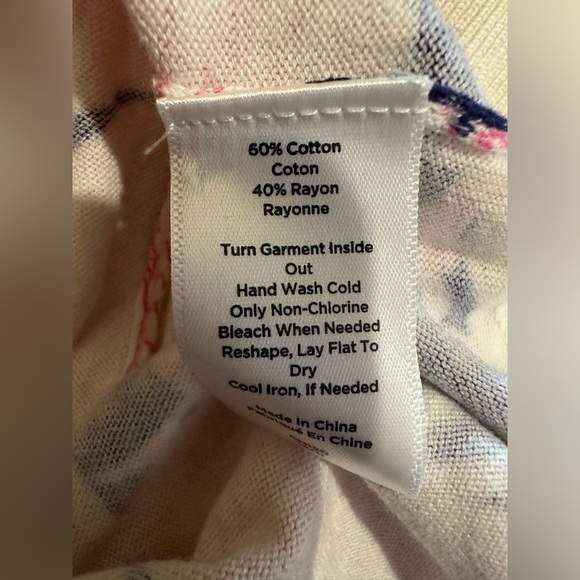 60% Cotton
Coton
40% Rayon
Rayonne
Turn Garment Inside
Out
Hand Wash Cold
Only Non-Chlorine
Bleach When Needed
Reshape, Lay Flat To
Dry
Cool Iron, If Needed
Made in China
Fabriqué En Chine